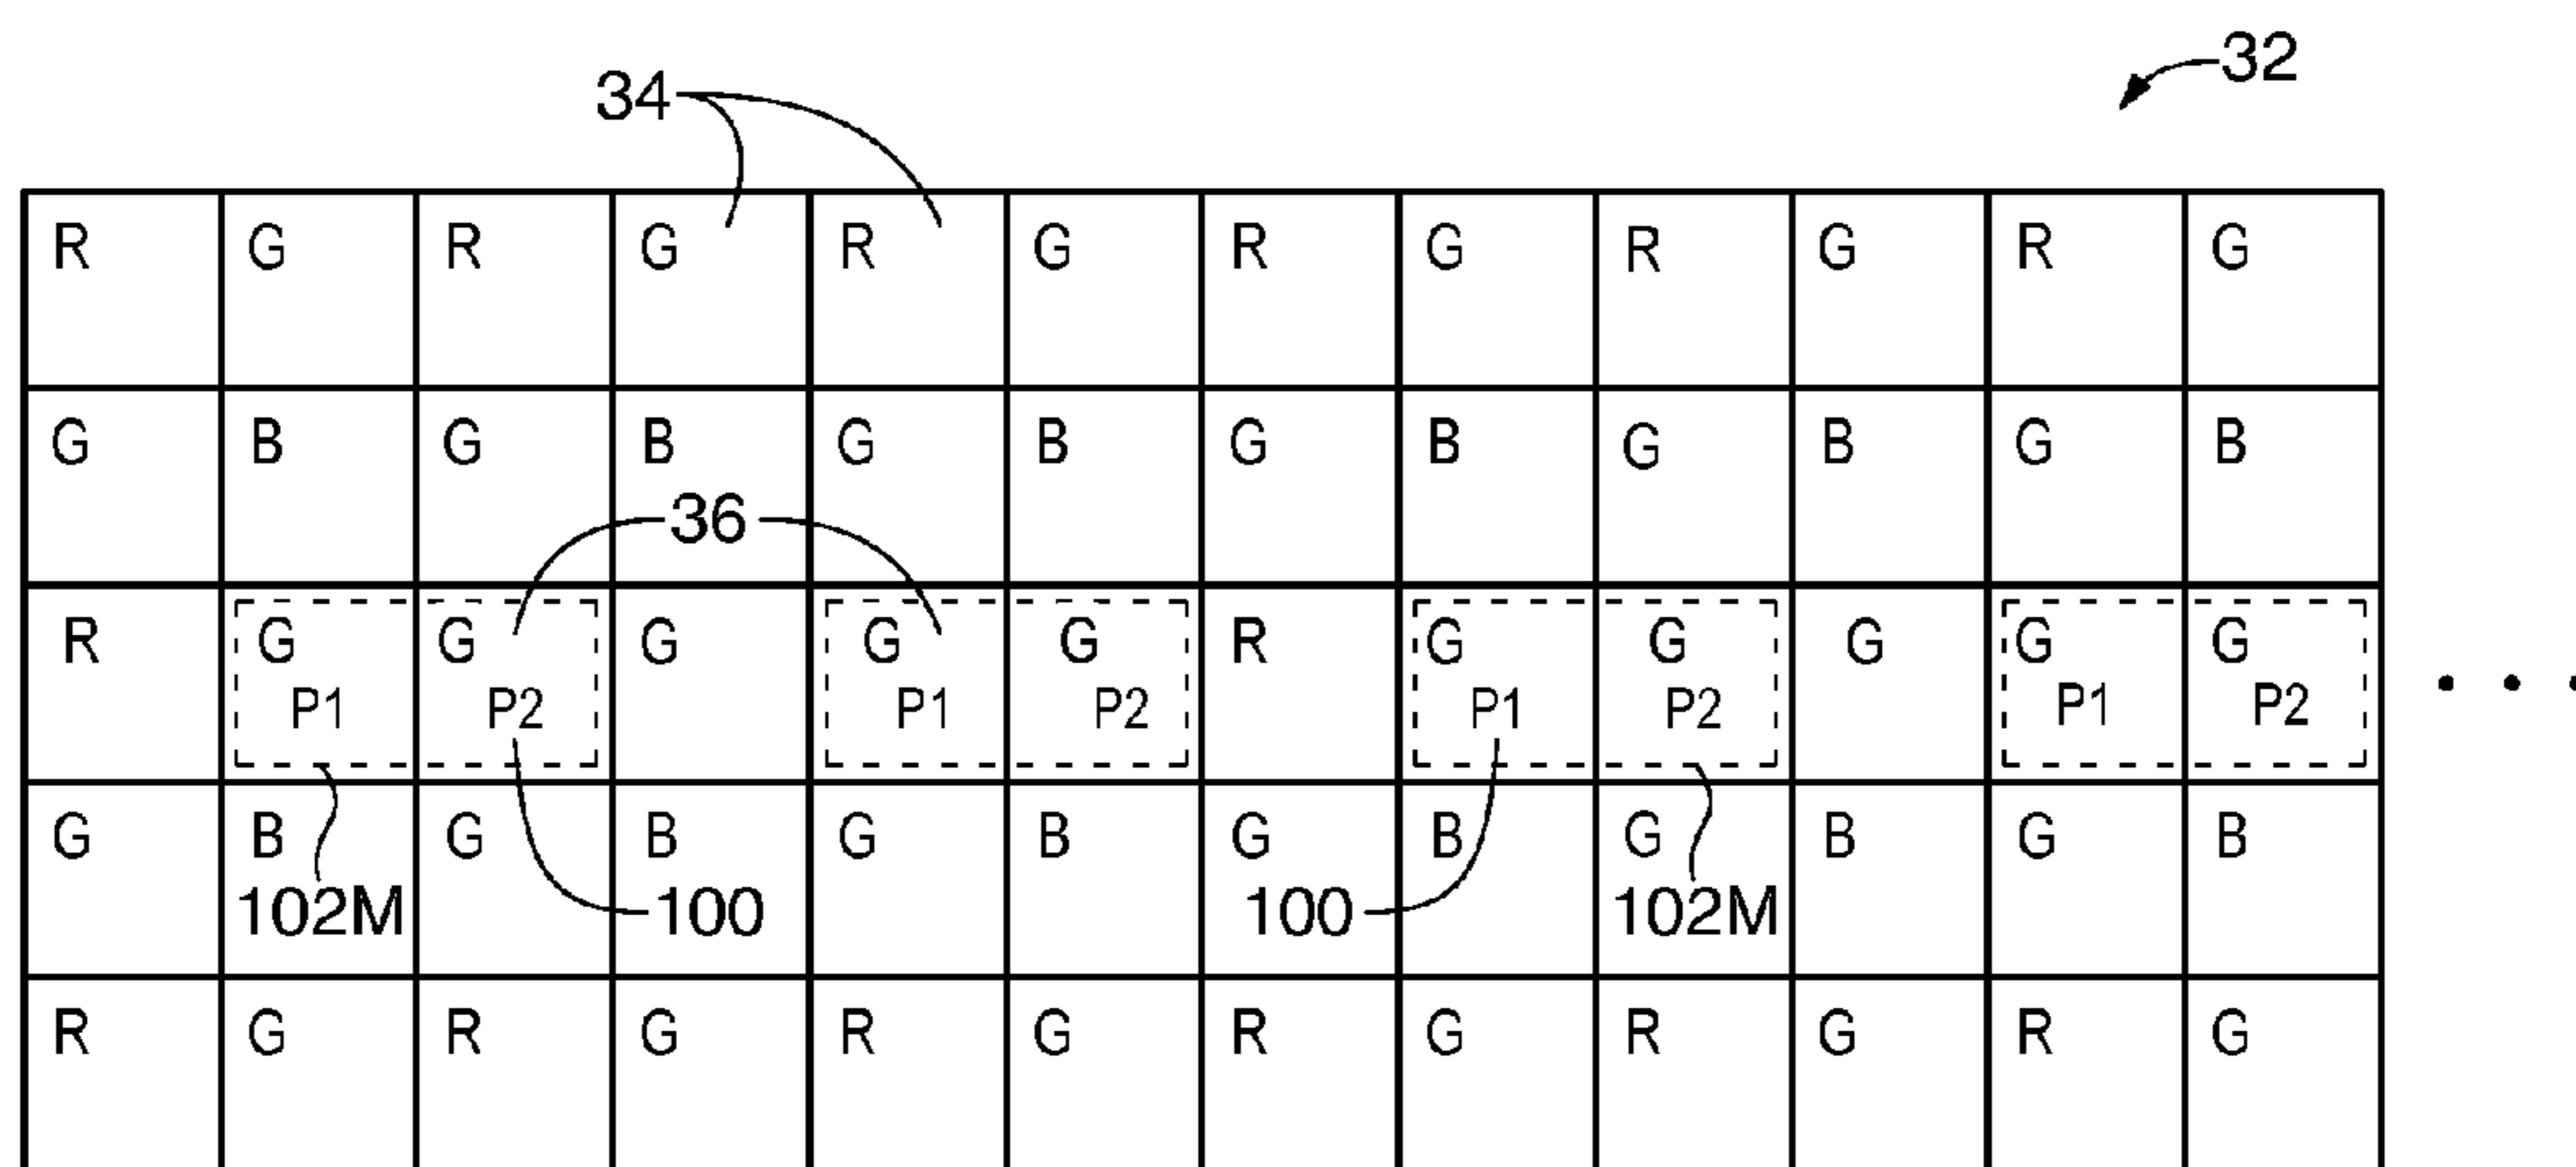 32
34
R G R G R G R G R G R G
G B G B G B G B G B G B
36
R G G G G G R G G G G G
P1 P2 P1 P2 P1 P2 P1 P2
G B G B G B G B G B G B
102M 100 100 102M
R G R G R G R G R G R G